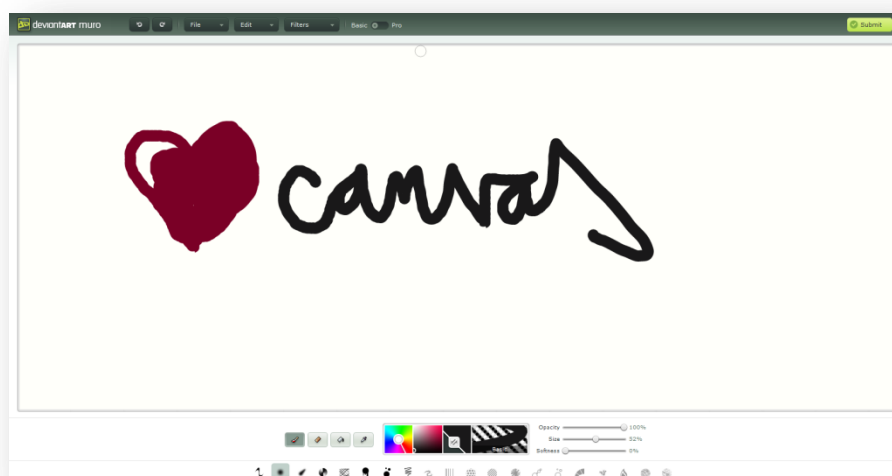 deviantART muro File Edit Filters Basic Pro Submit
canvas
Opacity 100%
Size 52%
Softness 0%